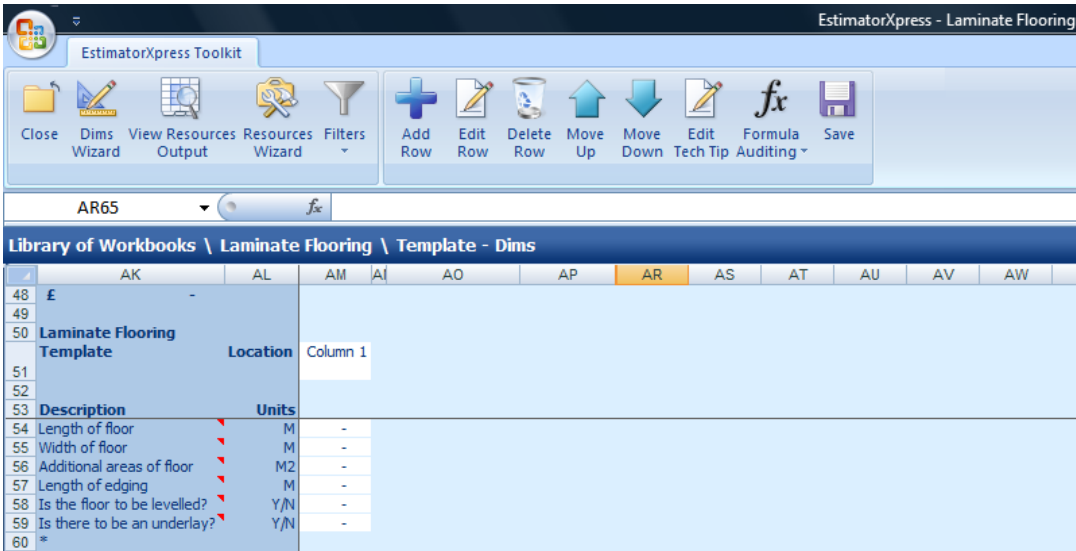 EstimatorXpress - Laminate Flooring
EstimatorXpress Toolkit
Close Dims Wizard View Resources Output Resources Wizard Filters Add Row Edit Row Delete Row Move Up Move Down Edit Tech Tip Formula Auditing Save
AR65 fx
Library of Workbooks \ Laminate Flooring \ Template - Dims
AK AL AM AO AP AR AS AT AU AV AW
48 £ -
49
50 Laminate Flooring
51 Template Location Column 1
52
53 Description Units
54 Length of floor M -
55 Width of floor M -
56 Additional areas of floor M2 -
57 Length of edging M -
58 Is the floor to be levelled? Y/N -
59 Is there to be an underlay? Y/N -
60 *